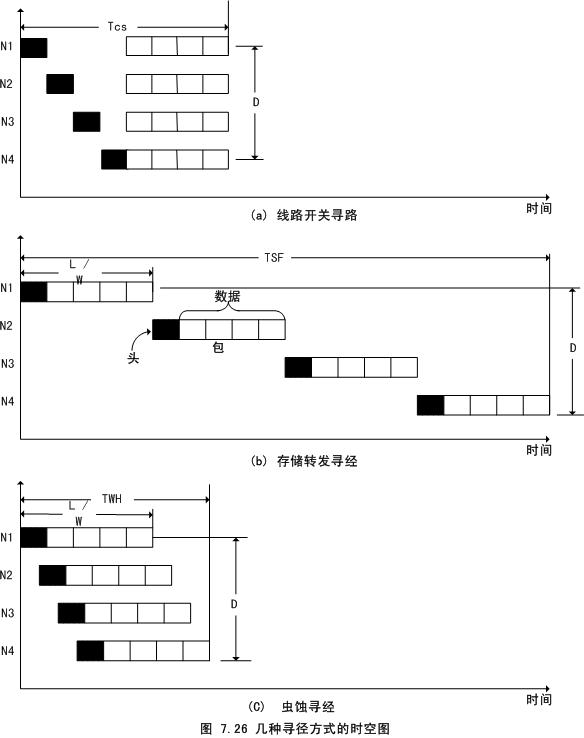 Tcs
N1
N2
D
N3
N4
时间
(a) 线路开关寻路
TSF
L / W
N1
数据
N2
头
包
D
N3
N4
时间
(b) 存储转发寻经
TWH
L / W
N1
N2
D
N3
N4
时间
(C) 虫蚀寻经
图 7.26 几种寻径方式的时空图